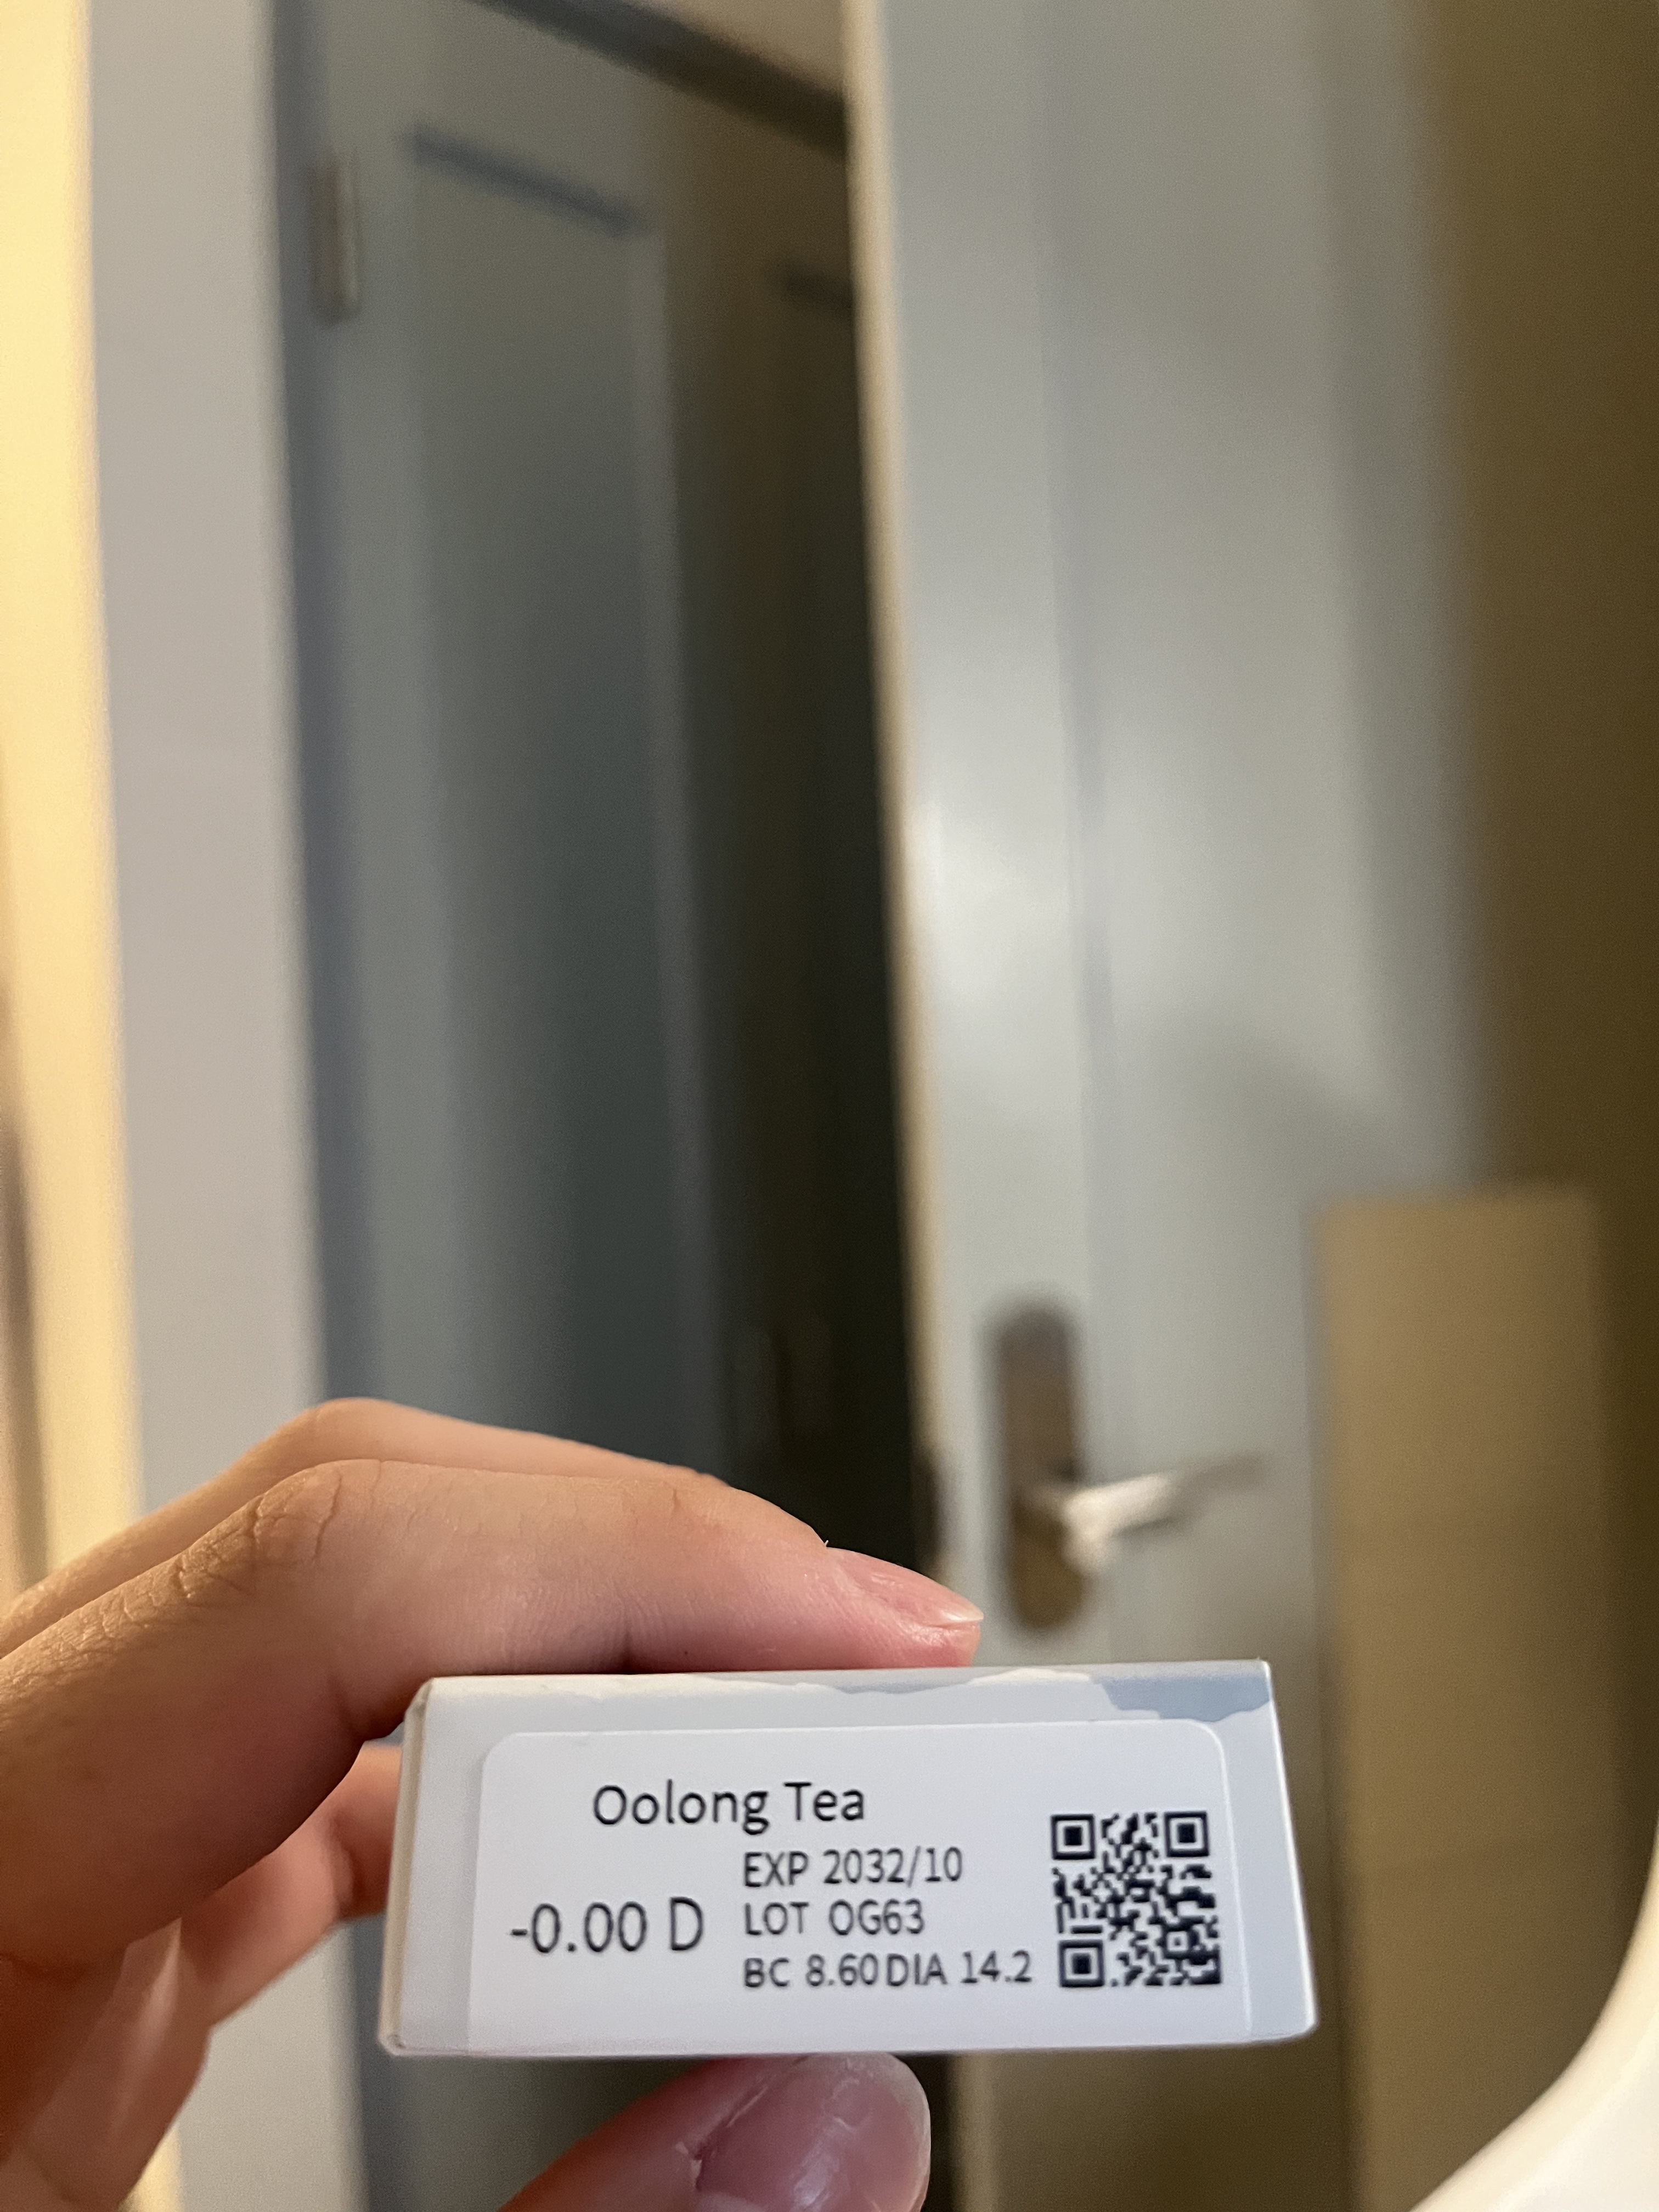 Oolong Tea
EXP 2032/10
-0.00 D
LOT OG63
BC 8.60 DIA 14.2